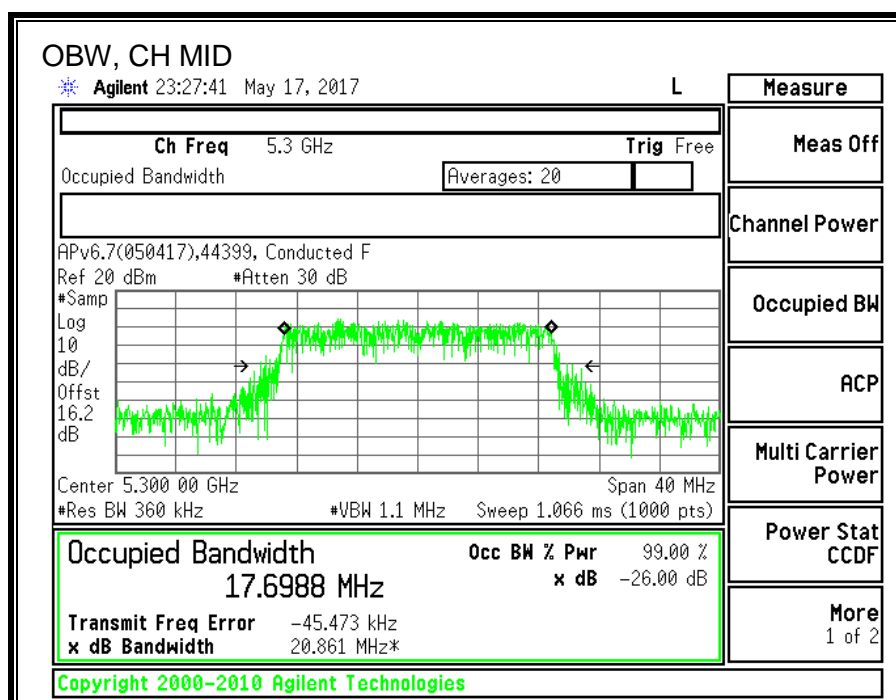 OBW, CH MID
Agilent 23:27:41 May 17, 2017 L
Measure
Ch Freq 5.3 GHz Trig Free
Meas Off
Occupied Bandwidth Averages: 20
Channel Power
APv6.7(050417),44399, Conducted F
Ref 20 dBm #Atten 30 dB
#Samp
Log
10
dB/
Offst
16.2
dB
Occupied BW
ACP
Multi Carrier
Power
Center 5.300 00 GHz Span 40 MHz
#Res BW 360 kHz #VBW 1.1 MHz Sweep 1.066 ms (1000 pts)
Power Stat
CCDF
Occupied Bandwidth Occ BW % Pwr 99.00 %
17.6988 MHz x dB -26.00 dB
Transmit Freq Error -45.473 kHz
x dB Bandwidth 20.861 MHz*
More
1 of 2
Copyright 2000-2010 Agilent Technologies